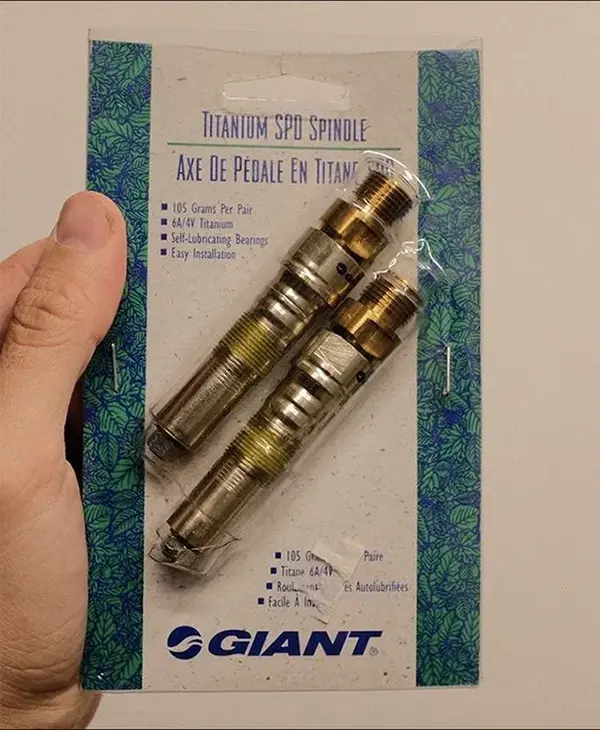 TITANIUM SPD SPINDLE
AXE DE PÉDALE EN TITANE SPD
■ 105 Grams Per Pair
■ 6A/4V Titanium
■ Self-Lubricating Bearings
■ Easy Installation
■ 105 Paire
■ Titane 6A/4V
■ Autolubrifiées
■ Facile À
GIANT®